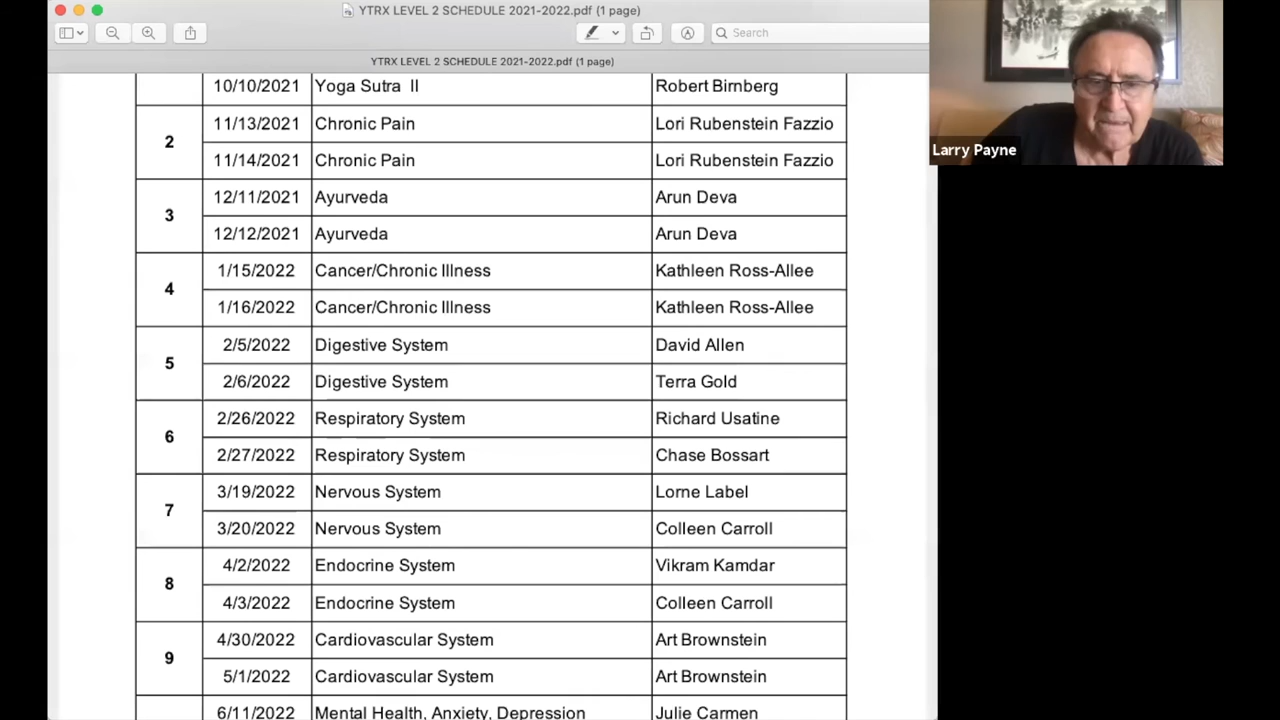 YTRX LEVEL 2 SCHEDULE 2021-2022.pdf (1 page)
Search
YTRX LEVEL 2 SCHEDULE 2021-2022.pdf (1 page)
10/10/2021 Yoga Sutra II Robert Birnberg
2 11/13/2021 Chronic Pain Lori Rubenstein Fazzio
11/14/2021 Chronic Pain Lori Rubenstein Fazzio
3 12/11/2021 Ayurveda Arun Deva
12/12/2021 Ayurveda Arun Deva
4 1/15/2022 Cancer/Chronic Illness Kathleen Ross-Allee
1/16/2022 Cancer/Chronic Illness Kathleen Ross-Allee
5 2/5/2022 Digestive System David Allen
2/6/2022 Digestive System Terra Gold
6 2/26/2022 Respiratory System Richard Usatine
2/27/2022 Respiratory System Chase Bossart
7 3/19/2022 Nervous System Lorne Label
3/20/2022 Nervous System Colleen Carroll
8 4/2/2022 Endocrine System Vikram Kamdar
4/3/2022 Endocrine System Colleen Carroll
9 4/30/2022 Cardiovascular System Art Brownstein
5/1/2022 Cardiovascular System Art Brownstein
6/11/2022 Mental Health, Anxiety, Depression Julie Carmen
Larry Payne